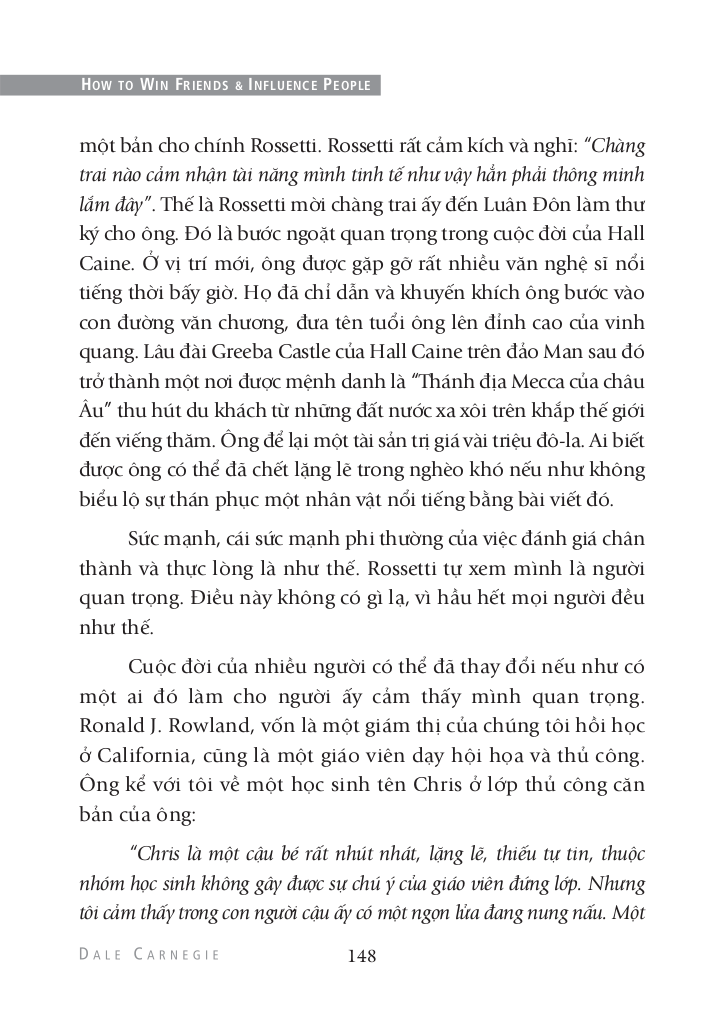 HOW TO WIN FRIENDS & INFLUENCE PEOPLE
một bản cho chính Rossetti. Rossetti rất cảm kích và nghĩ: “Chàng
trai nào cảm nhận tài năng mình tinh tế như vậy hẳn phải thông minh
lắm đây”. Thế là Rossetti mời chàng trai ấy đến Luân Đôn làm thư
ký cho ông. Đó là bước ngoặt quan trọng trong cuộc đời của Hall
Caine. Ở vị trí mới, ông được gặp gỡ rất nhiều văn nghệ sĩ nổi
tiếng thời bấy giờ. Họ đã chỉ dẫn và khuyến khích ông bước vào
con đường văn chương, đưa tên tuổi ông lên đỉnh cao của vinh
quang. Lâu đài Greeba Castle của Hall Caine trên đảo Man sau đó
trở thành một nơi được mệnh danh là “Thánh địa Mecca của châu
Âu” thu hút du khách từ những đất nước xa xôi trên khắp thế giới
đến viếng thăm. Ông để lại một tài sản trị giá vài triệu đô-la. Ai biết
được ông có thể đã chết lặng lẽ trong nghèo khó nếu như không
biểu lộ sự thán phục một nhân vật nổi tiếng bằng bài viết đó.
Sức mạnh, cái sức mạnh phi thường của việc đánh giá chân
thành và thực lòng là như thế. Rossetti tự xem mình là người
quan trọng. Điều này không có gì lạ, vì hầu hết mọi người đều
như thế.
Cuộc đời của nhiều người có thể đã thay đổi nếu như có
một ai đó làm cho người ấy cảm thấy mình quan trọng.
Ronald J. Rowland, vốn là một giám thị của chúng tôi hồi học
ở California, cũng là một giáo viên dạy hội họa và thủ công.
Ông kể với tôi về một học sinh tên Chris ở lớp thủ công căn
bản của ông:
“Chris là một cậu bé rất nhút nhát, lặng lẽ, thiếu tự tin, thuộc
nhóm học sinh không gây được sự chú ý của giáo viên đứng lớp. Nhưng
tôi cảm thấy trong con người cậu ấy có một ngọn lửa đang nung nấu. Một
DALE CARNEGIE
148